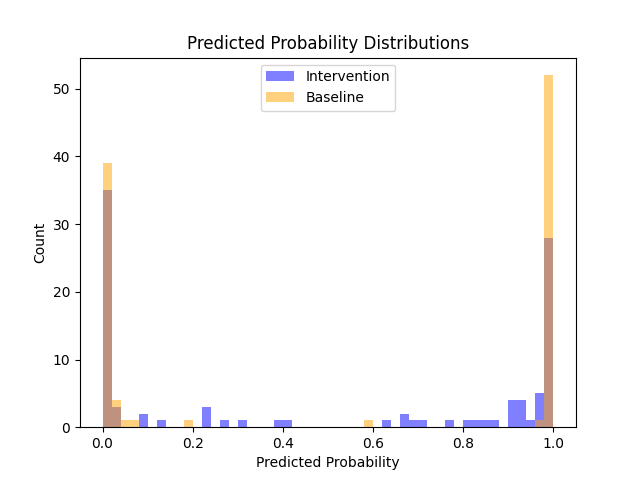 Predicted Probability Distributions
Intervention
Baseline
Count
50
40
30
20
10
0
0.0 0.2 0.4 0.6 0.8 1.0
Predicted Probability